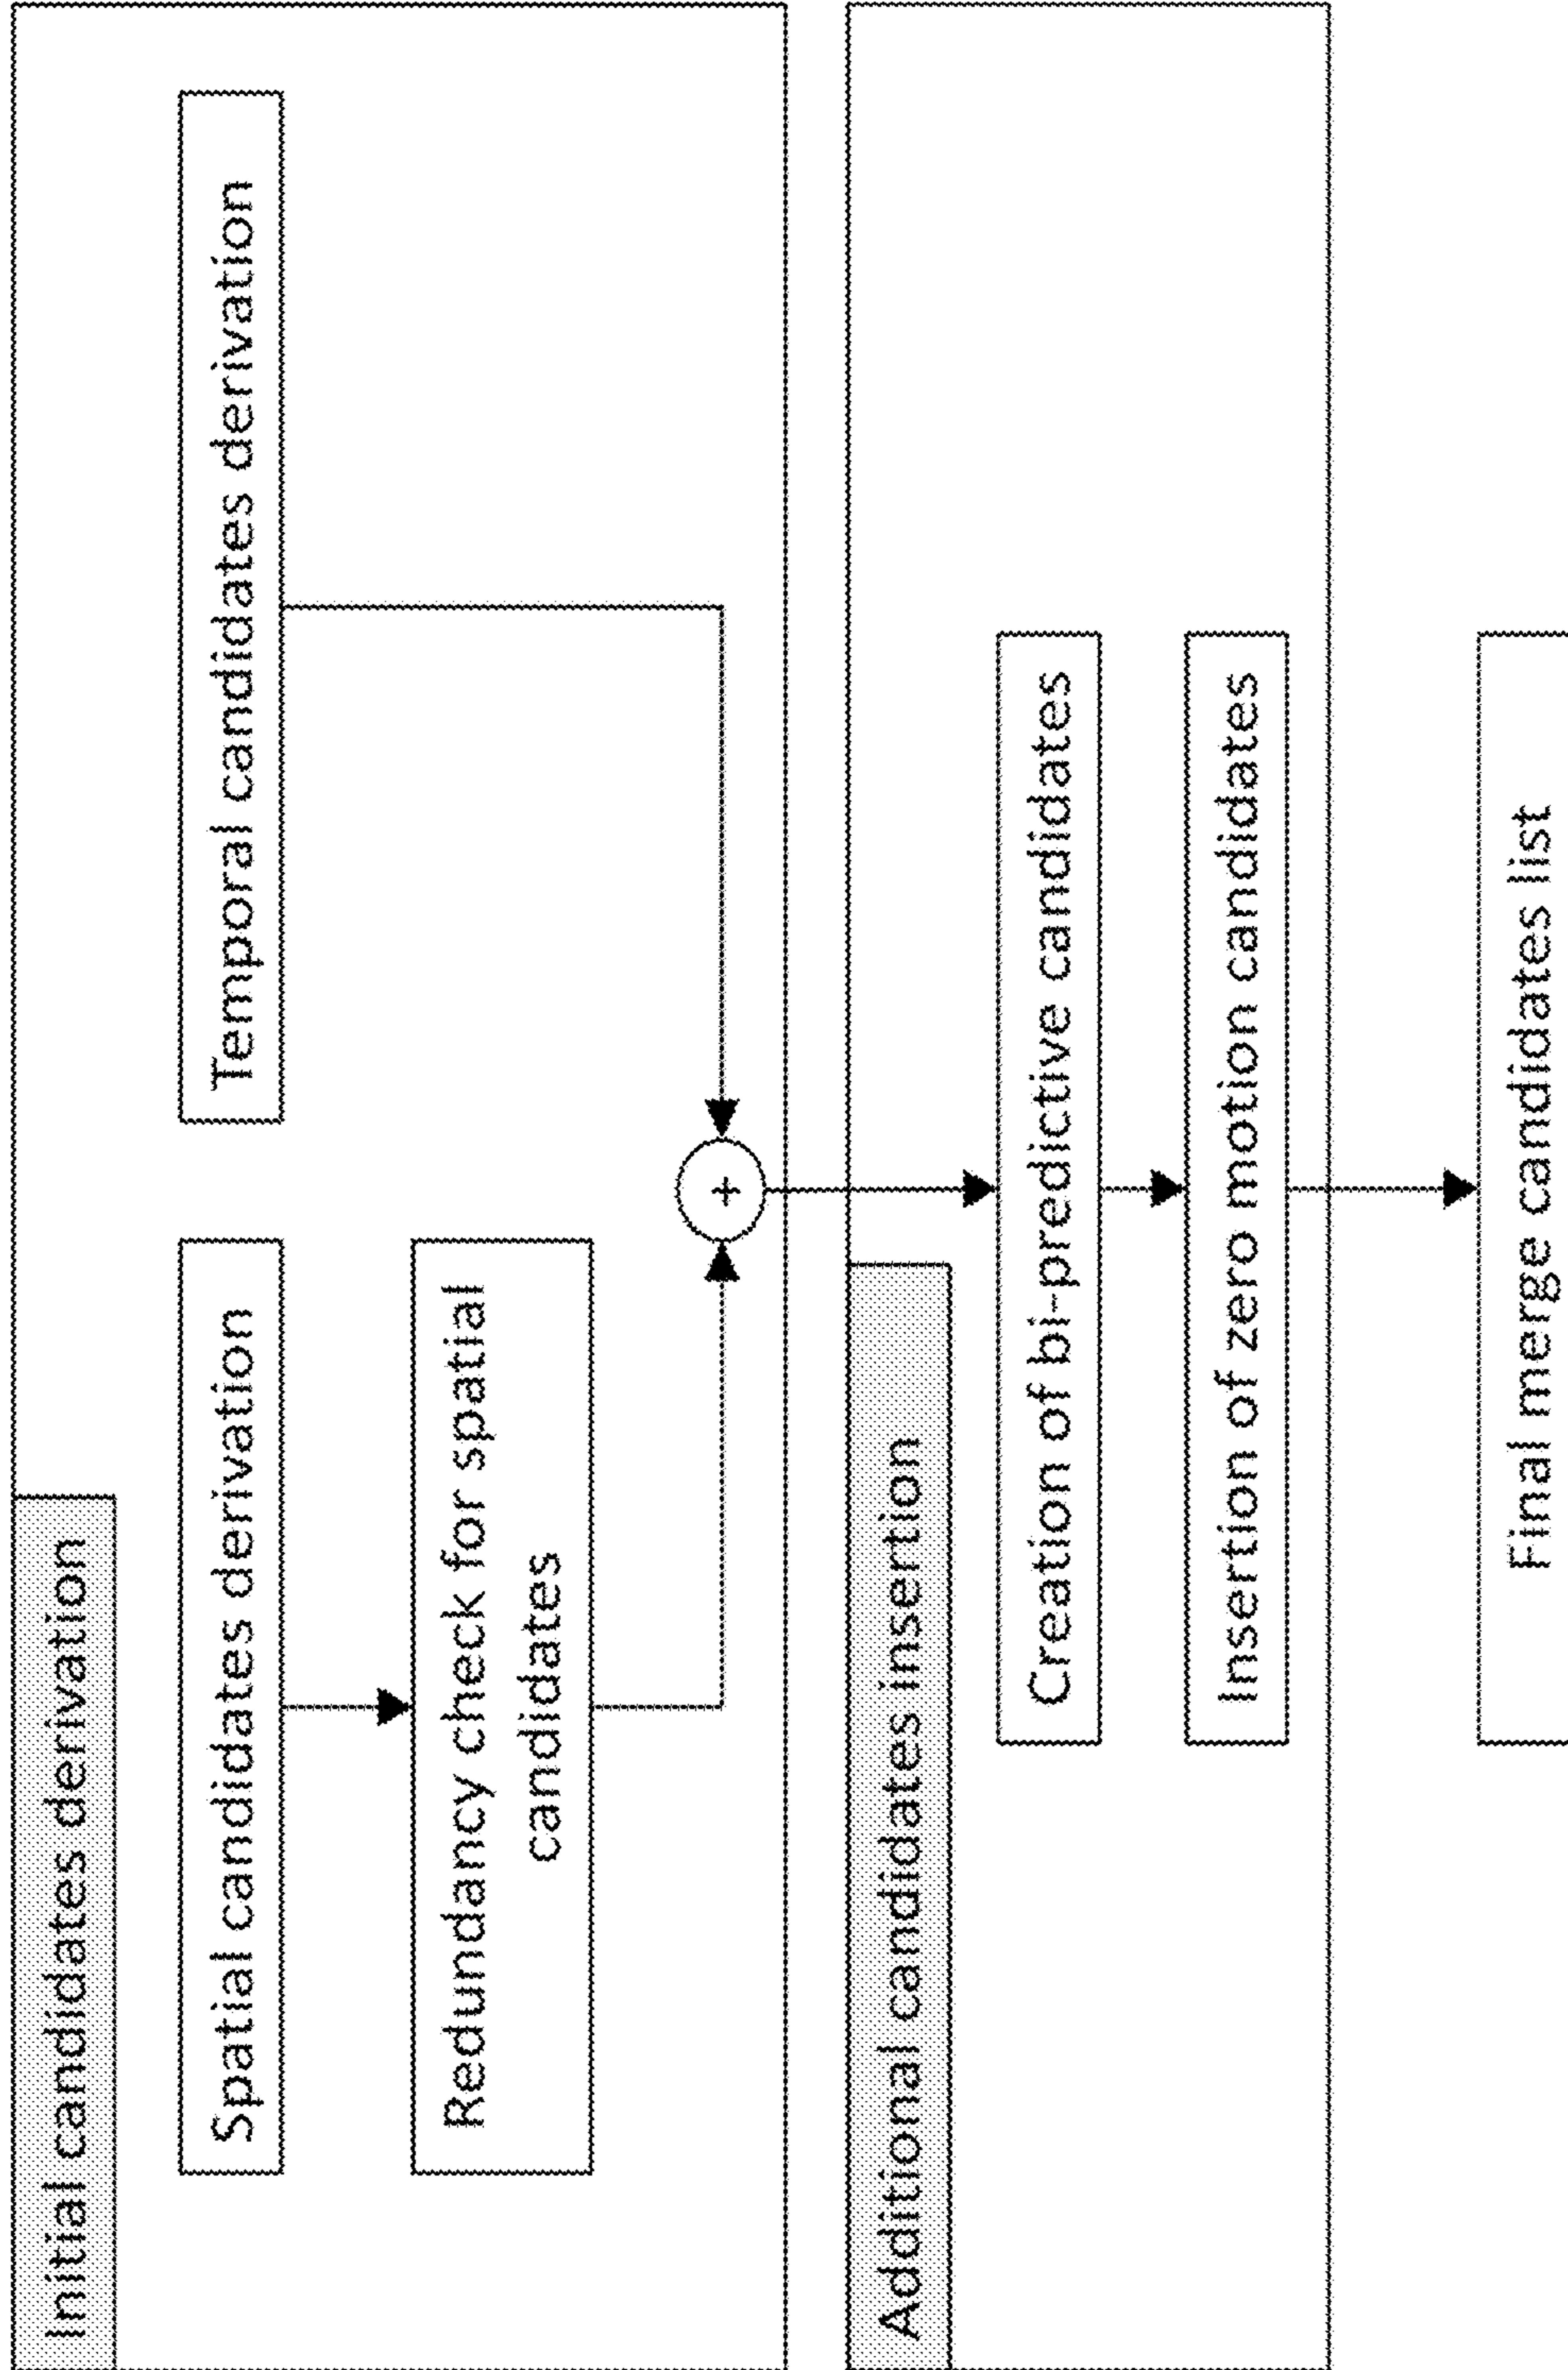 Initial candidates derivation
Spatial candidates derivation
Temporal candidates derivation
Redundancy check for spatial
candidates
+
Additional candidates insertion
Creation of bi-predictive candidates
Insertion of zero motion candidates
Final merge candidates list